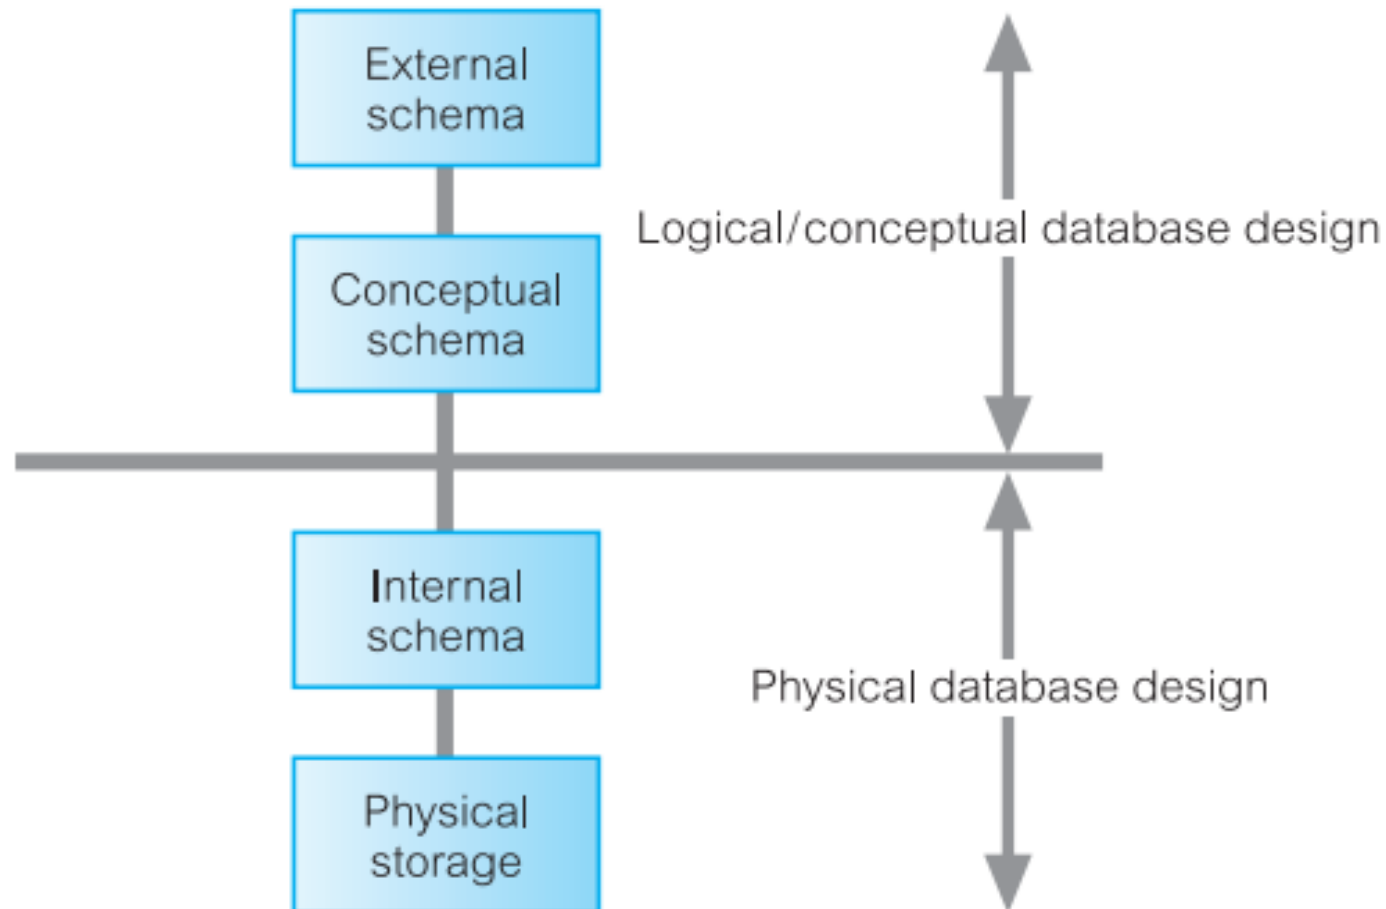 External
schema
Logical/conceptual database design
Conceptual
schema
Internal
schema
Physical database design
Physical
storage